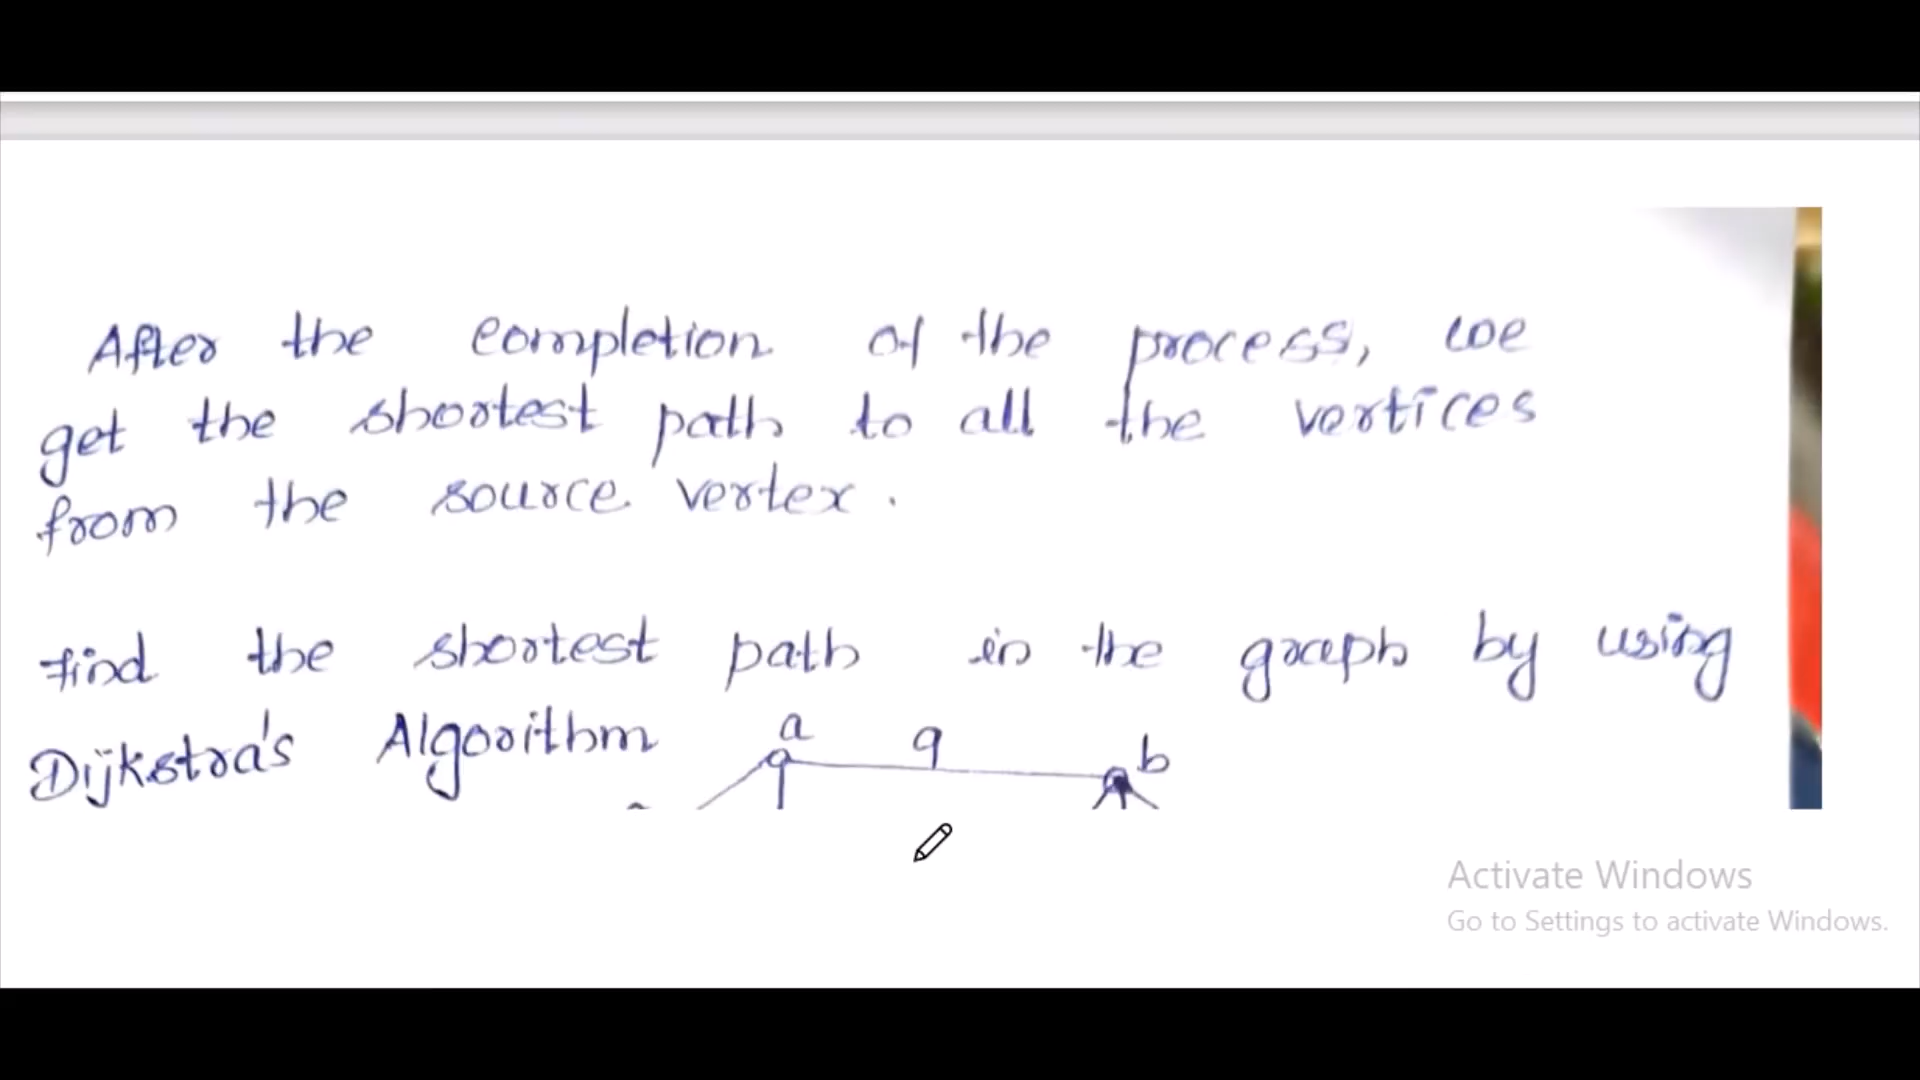 After the completion of the process, we
get the shortest path to all the vertices
from the source vertex.
find the shortest path in the graph by using
Dijkstra's Algorithm
a 9 b
Activate Windows
Go to Settings to activate Windows.